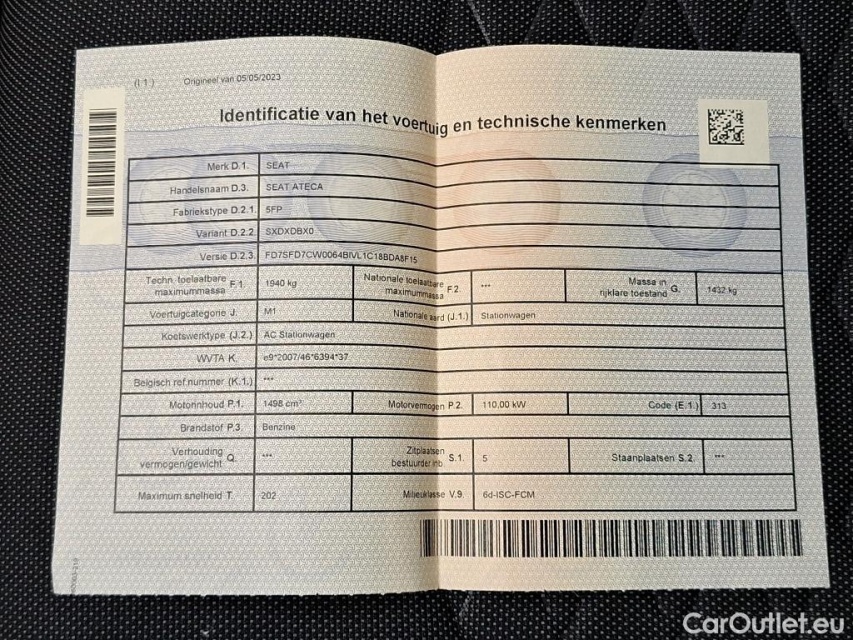 (I 1) Origineel van 05/05/2023
Identificatie van het voertuig en technische kenmerken
Merk D.1. SEAT
Handelsnaam D.3. SEAT ATECA
Fabriekstype D.2.1. 5FP
Variant D.2.2. SXDXDBX0
Versie D.2.3. FD7SFD7CW0064BIVL1C18BDA8F15
Techn. toelaatbare maximummassa F.1. 1940 kg Nationale toelaatbare maximummassa F.2. *** Massa in rijklare toestand G. 1432 kg
Voertuigcategorie J. M1 Nationale aard (J.1.) Stationwagen
Koetswerktype (J.2.) AC Stationwagen
WVTA K. e9*2007/46*6394*37
Belgisch ref.nummer (K.1.) ***
Motorinhoud P.1. 1498 cm³ Motorvermogen P.2. 110,00 kW Code (E.1.) 313
Brandstof P.3. Benzine
Verhouding vermogen/gewicht Q. *** Zitplaatsen bestuurder inb. S.1. 5 Staanplaatsen S.2. ***
Maximum snelheid T. 202 Milieuklasse V.9. 6d-ISC-FCM
CarOutlet.eu